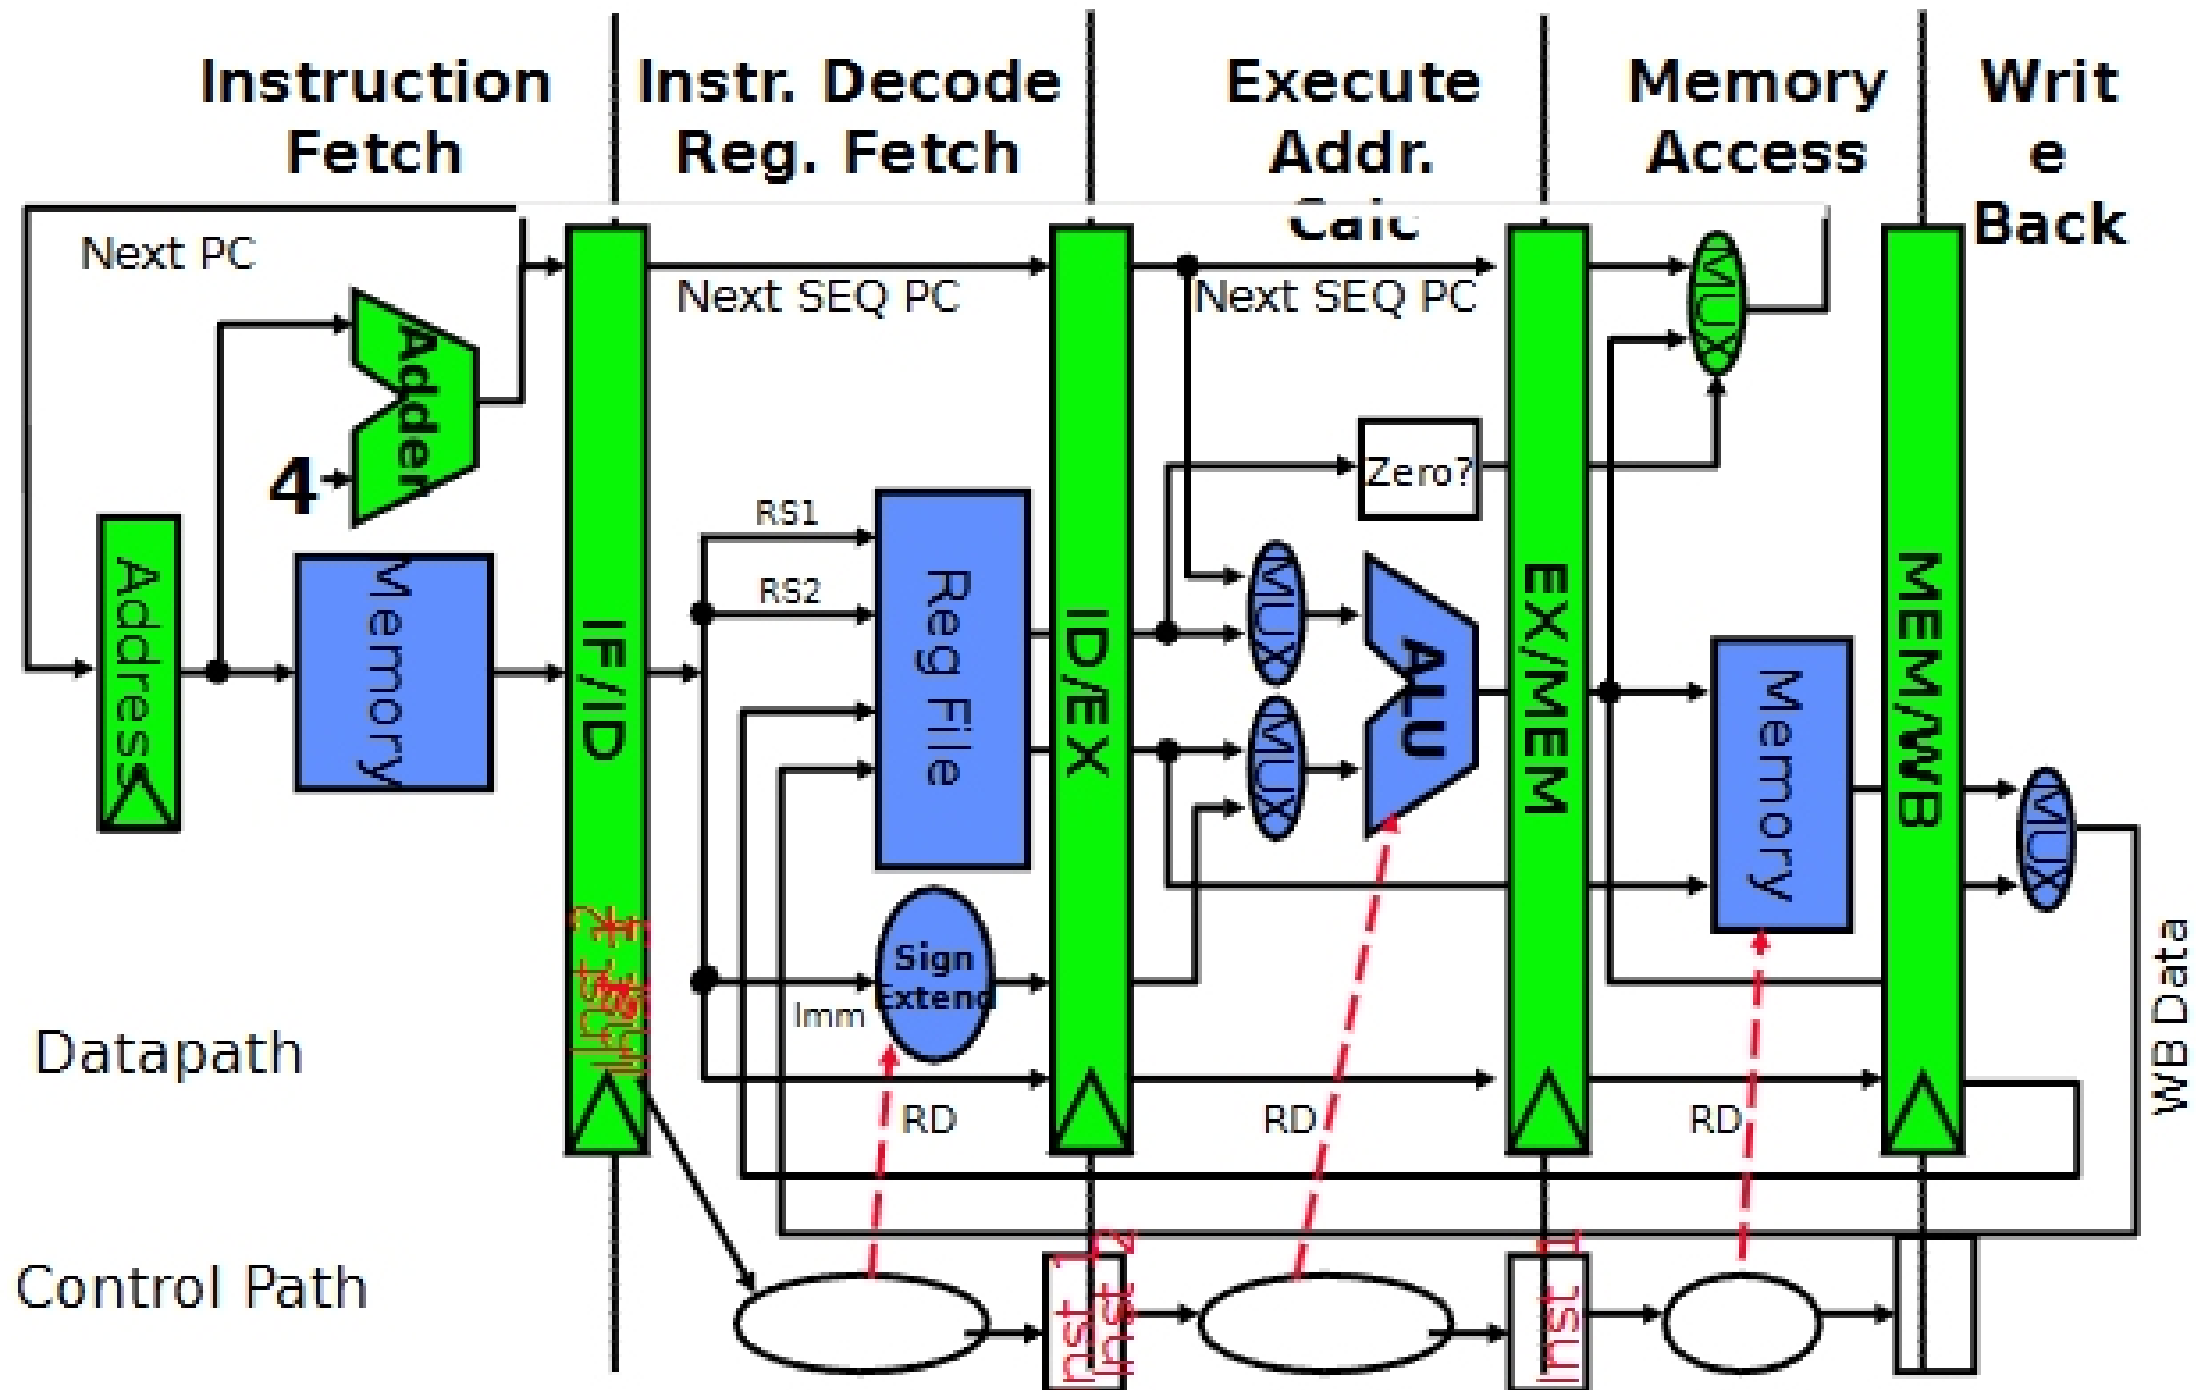 Instruction
Fetch
Instr. Decode
Reg. Fetch
Execute
Addr.
Calc
Memory
Access
Writ
e
Back
Next PC
Next SEQ PC
Next SEQ PC
MUX
Adder
4
Zero?
RS1
RS2
Address
Memory
IF/ID
Reg File
ID/EX
MUX
MUX
ALU
EX/MEM
Memory
MEM/WB
MUX
Sign
Extend
Imm
WB Data
Datapath
RD
RD
RD
Control Path
Inst 2
Inst 1